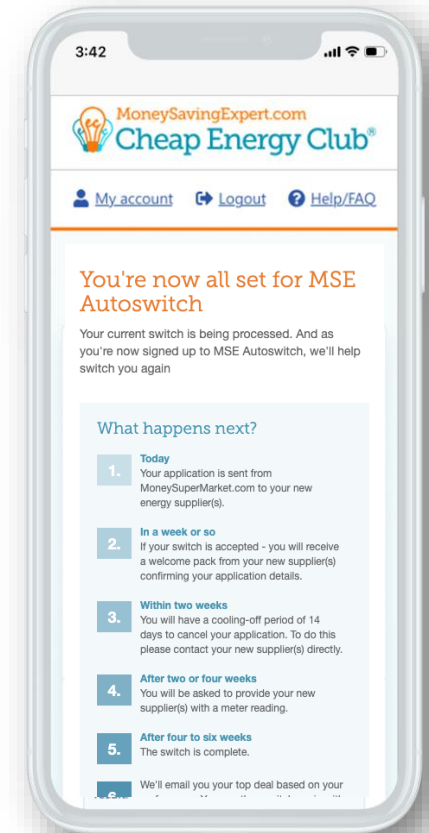 3:42
MoneySavingExpert.com
Cheap Energy Club®
My account Logout Help/FAQ
You're now all set for MSE
Autoswitch
Your current switch is being processed. And as
you're now signed up to MSE Autoswitch, we'll help
switch you again
What happens next?
1. Today
Your application is sent from
MoneySuperMarket.com to your new
energy supplier(s).
2. In a week or so
If your switch is accepted - you will receive
a welcome pack from your new supplier(s)
confirming your application details.
3. Within two weeks
You will have a cooling-off period of 14
days to cancel your application. To do this
please contact your new supplier(s) directly.
4. After two or four weeks
You will be asked to provide your new
supplier(s) with a meter reading.
5. After four to six weeks
The switch is complete.
6. We'll email you your top deal based on your